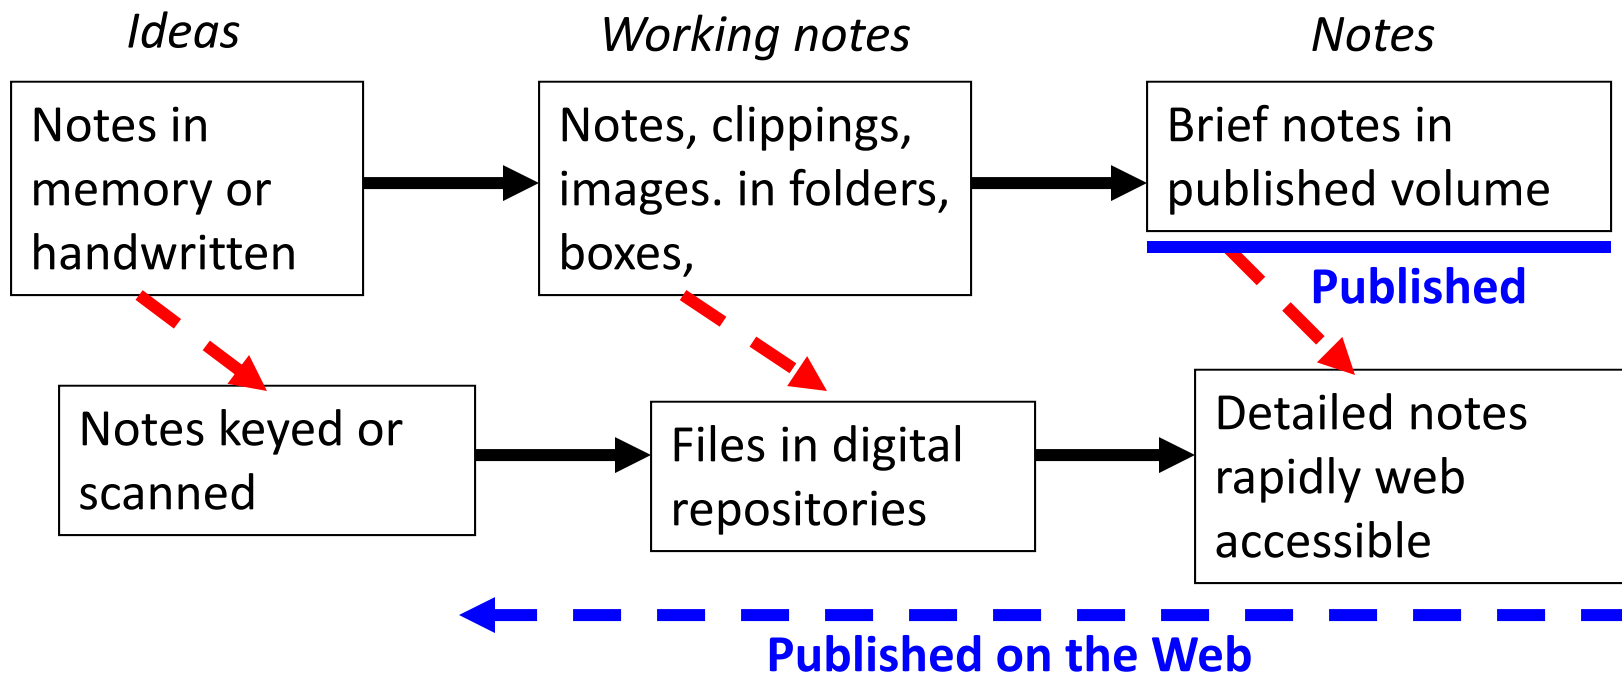 Ideas
Working notes
Notes
Notes in
memory or
handwritten
Notes, clippings,
images. in folders,
boxes,
Brief notes in
published volume
Published
Notes keyed or
scanned
Files in digital
repositories
Detailed notes
rapidly web
accessible
Published on the Web